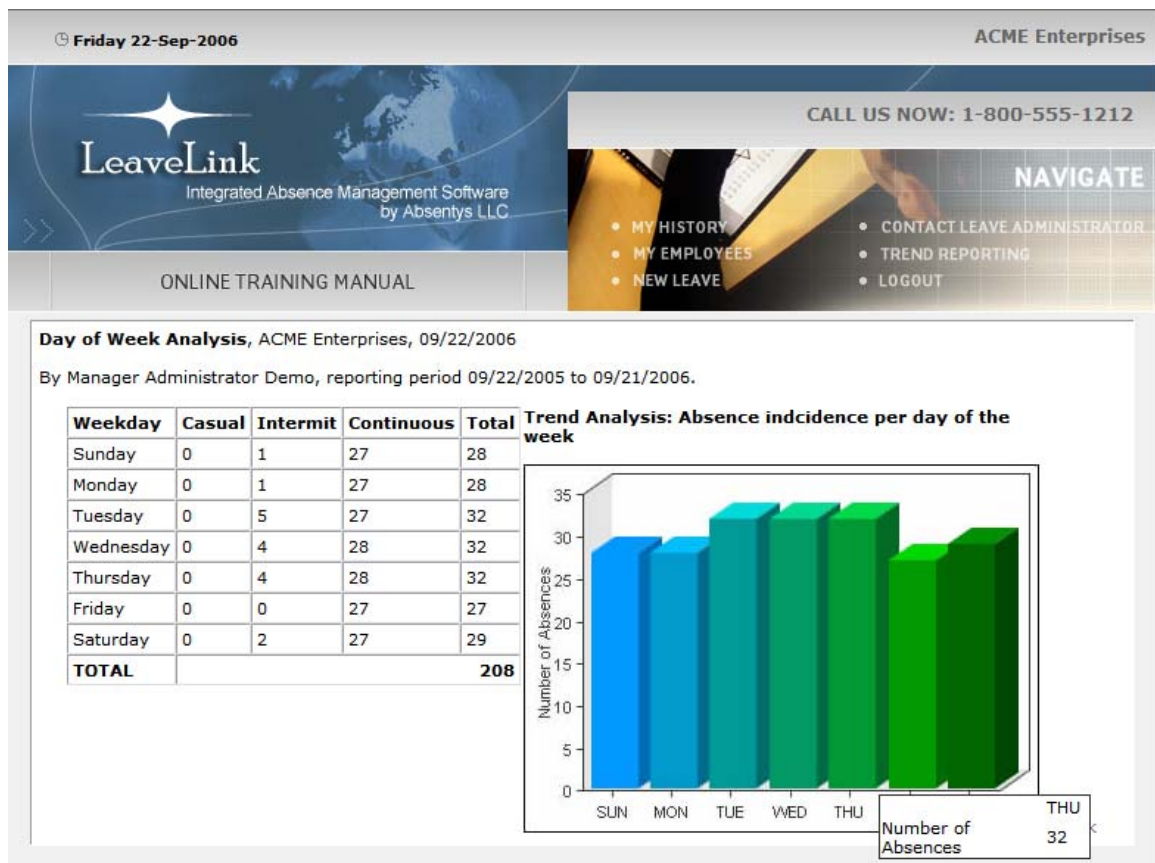 Friday 22-Sep-2006
ACME Enterprises
CALL US NOW: 1-800-555-1212
LeaveLink
Integrated Absence Management Software
by Absentys LLC
NAVIGATE
MY HISTORY
CONTACT LEAVE ADMINISTRATOR
MY EMPLOYEES
TREND REPORTING
NEW LEAVE
LOGOUT
ONLINE TRAINING MANUAL
Day of Week Analysis, ACME Enterprises, 09/22/2006
By Manager Administrator Demo, reporting period 09/22/2005 to 09/21/2006.
Weekday Casual Intermit Continuous Total
Sunday 0 1 27 28
Monday 0 1 27 28
Tuesday 0 5 27 32
Wednesday 0 4 28 32
Thursday 0 4 28 32
Friday 0 0 27 27
Saturday 0 2 27 29
TOTAL 208
Trend Analysis: Absence indcidence per day of the
week
35
30
25
20
15
10
5
0
Number of Absences
SUN MON TUE WED THU
THU
Number of 32
Absences